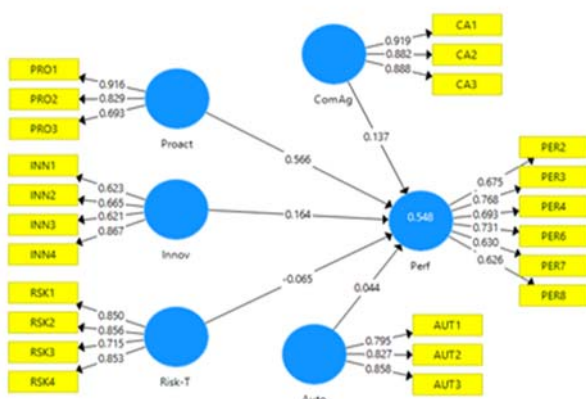 CA1
0.919
CA2
0.882
CA3
0.888
ComAg
PRO1
0.916
PRO2
0.829
PRO3
0.693
Proact
0.137
0.566
INN1
0.623
INN2
0.665
INN3
0.621
INN4
0.867
Innov
0.164
0.548
Perf
PER2
0.675
PER3
0.768
PER4
0.693
PER6
0.731
PER7
0.630
PER8
0.626
-0.065
0.044
RSK1
0.850
RSK2
0.856
RSK3
0.715
RSK4
0.853
Risk-T
AUT1
0.795
AUT2
0.827
AUT3
0.858